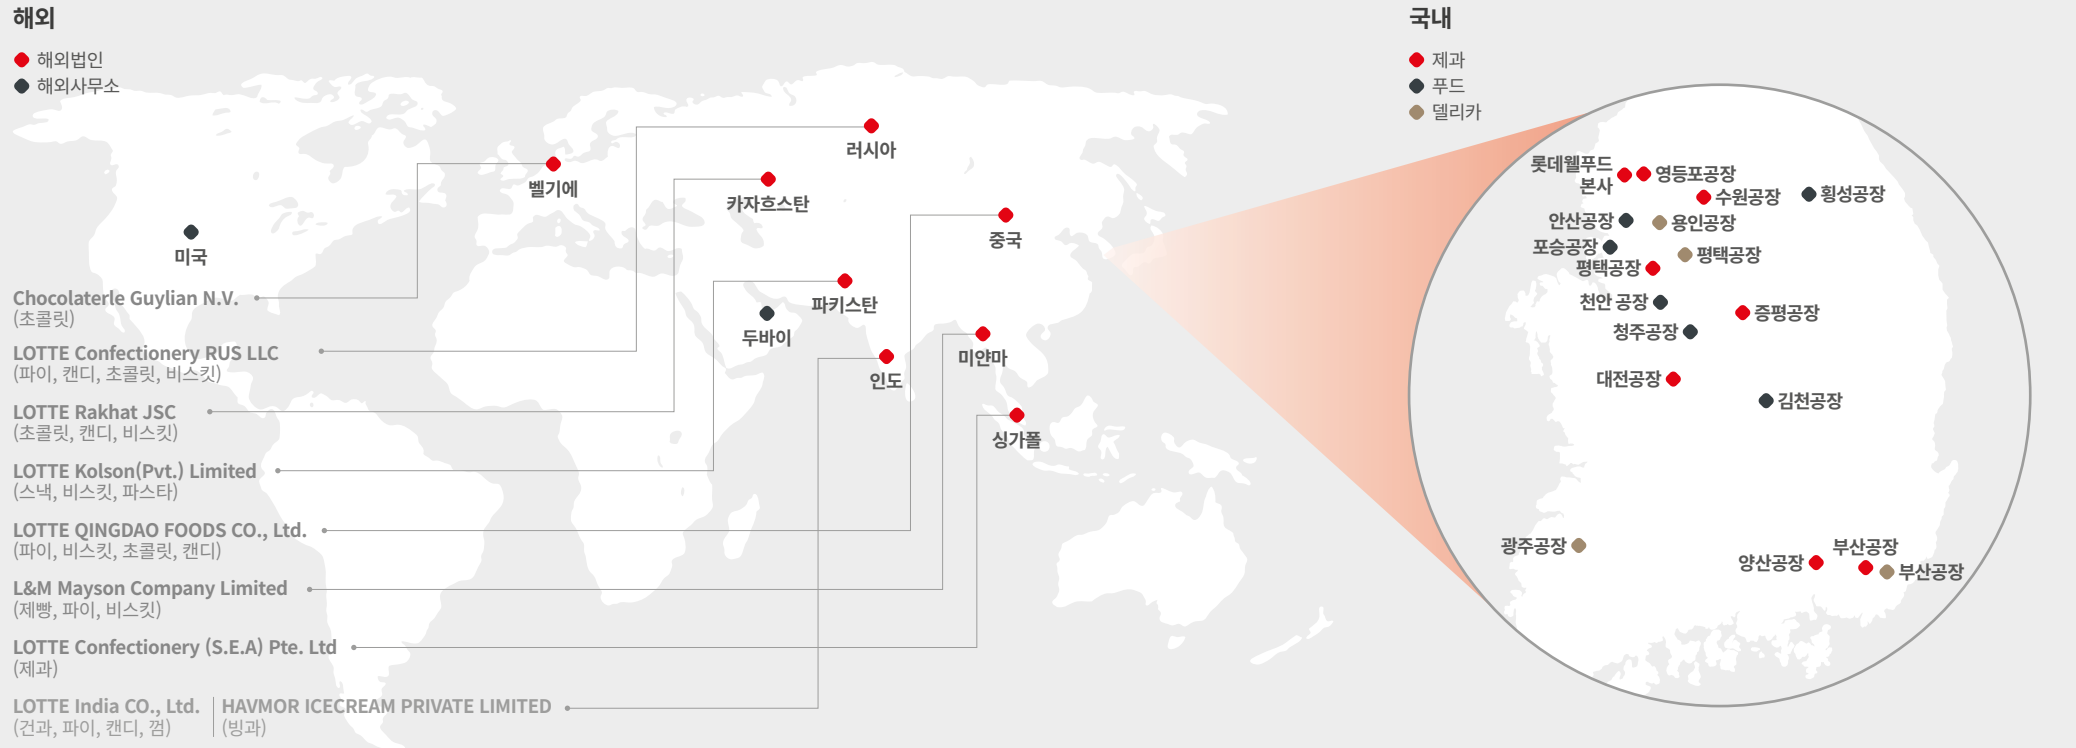 해외
해외법인
해외사무소
러시아
벨기에
카자흐스탄
미국
중국
파키스탄
두바이
미얀마
인도
싱가폴
Chocolaterle Guylian N.V.
(초콜릿)
LOTTE Confectionery RUS LLC
(파이, 캔디, 초콜릿, 비스킷)
LOTTE Rakhat JSC
(초콜릿, 캔디, 비스킷)
LOTTE Kolson(Pvt.) Limited
(스낵, 비스킷, 파스타)
LOTTE QINGDAO FOODS CO., Ltd.
(파이, 비스킷, 초콜릿, 캔디)
L&M Mayson Company Limited
(제빵, 파이, 비스킷)
LOTTE Confectionery (S.E.A) Pte. Ltd
(제과)
LOTTE India CO., Ltd.
(건과, 파이, 캔디, 껌)
HAVMOR ICECREAM PRIVATE LIMITED
(빙과)
국내
제과
푸드
델리카
롯데웰푸드
본사
영등포공장
수원공장
횡성공장
안산공장
용인공장
포승공장
평택공장
평택공장
천안 공장
증평공장
청주공장
대전공장
김천공장
광주공장
양산공장
부산공장
부산공장